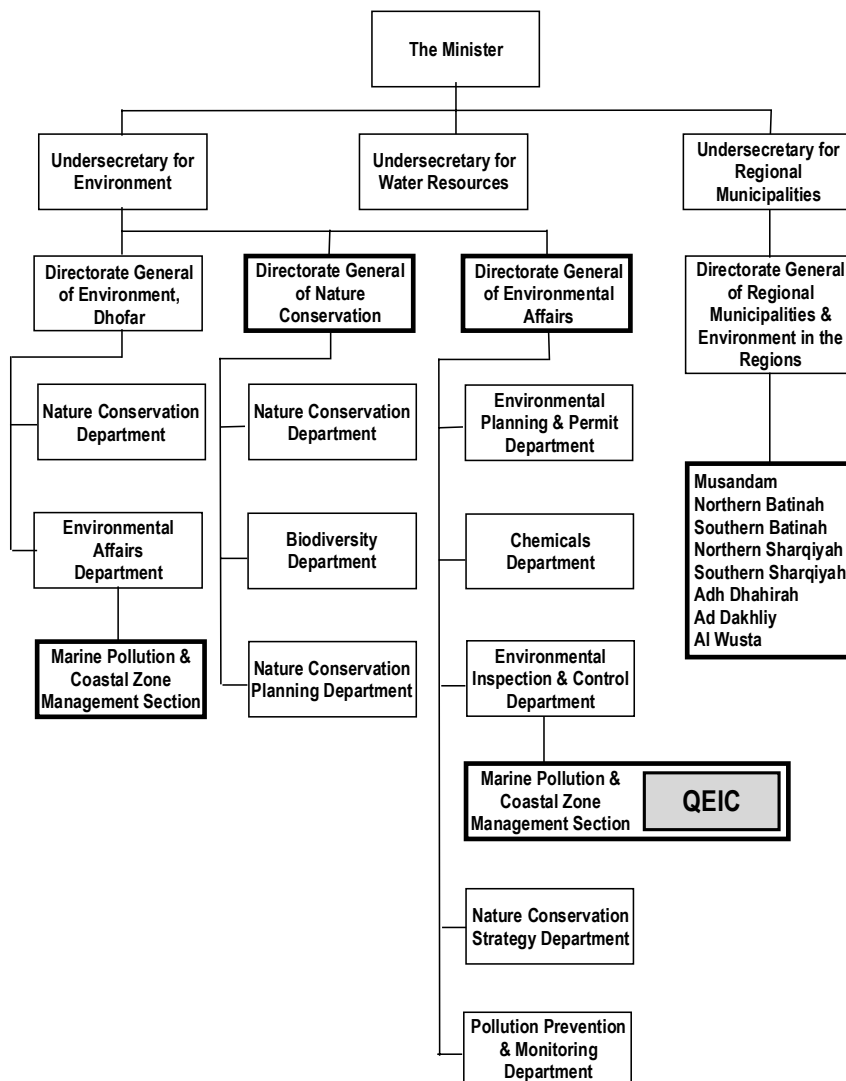 The Minister
Undersecretary for
Environment
Undersecretary for
Water Resources
Undersecretary for
Regional
Municipalities
Directorate General
of Environment,
Dhofar
Directorate General
of Nature
Conservation
Directorate General
of Environmental
Affairs
Directorate General
of Regional
Municipalities &
Environment in the
Regions
Nature Conservation
Department
Nature Conservation
Department
Environmental
Planning & Permit
Department
Musandam
Northern Batinah
Southern Batinah
Northern Sharqiyah
Southern Sharqiyah
Adh Dhahirah
Ad Dakhliy
Al Wusta
Environmental
Affairs
Department
Biodiversity
Department
Chemicals
Department
Marine Pollution &
Coastal Zone
Management Section
Nature Conservation
Planning Department
Environmental
Inspection & Control
Department
Marine Pollution &
Coastal Zone
Management Section
QEIC
Nature Conservation
Strategy Department
Pollution Prevention
& Monitoring
Department